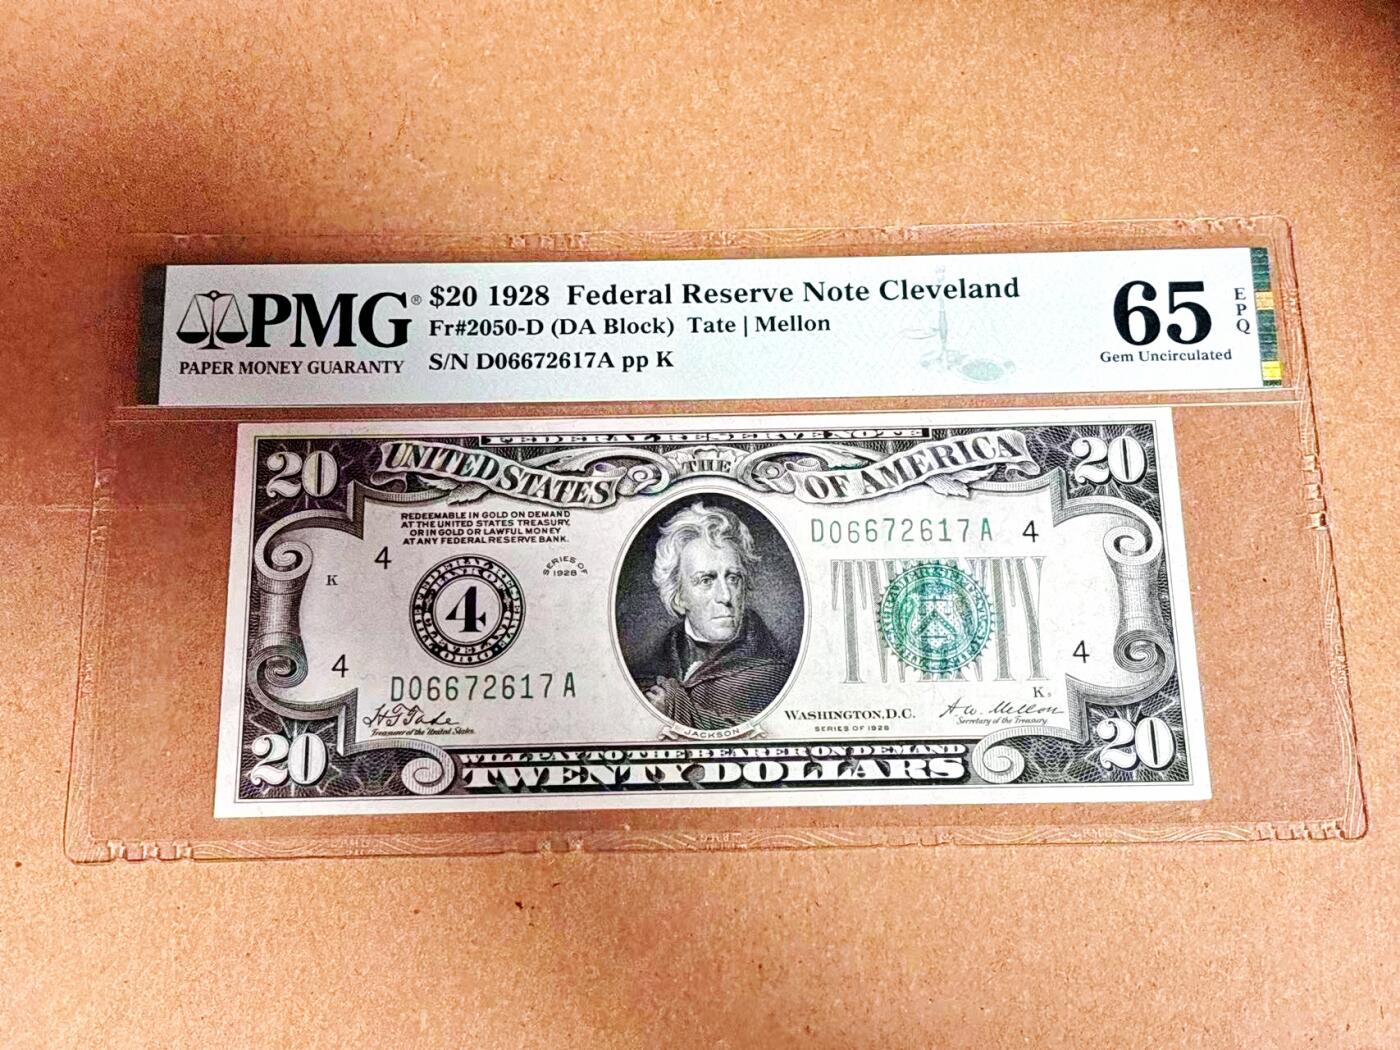 PMG®
PAPER MONEY GUARANTY
$20 1928 Federal Reserve Note Cleveland
Fr#2050-D (DA Block) Tate | Mellon
S/N D06672617A pp K
65
EPQ
Gem Uncirculated
FEDERAL RESERVE NOTE
20
UNITED STATES
THE
OF AMERICA
20
REDEEMABLE IN GOLD ON DEMAND
AT THE UNITED STATES TREASURY,
OR IN GOLD OR LAWFUL MONEY
AT ANY FEDERAL RESERVE BANK.
D06672617A 4
4
K
SERIES OF
1928
4
4
4
D06672617A
K
WASHINGTON, D.C.
SERIES OF 1928
H T Tate
Treasurer of the United States.
A. W. Mellon
Secretary of the Treasury.
JACKSON
20
WILL PAY TO THE BEARER ON DEMAND
TWENTY DOLLARS
20